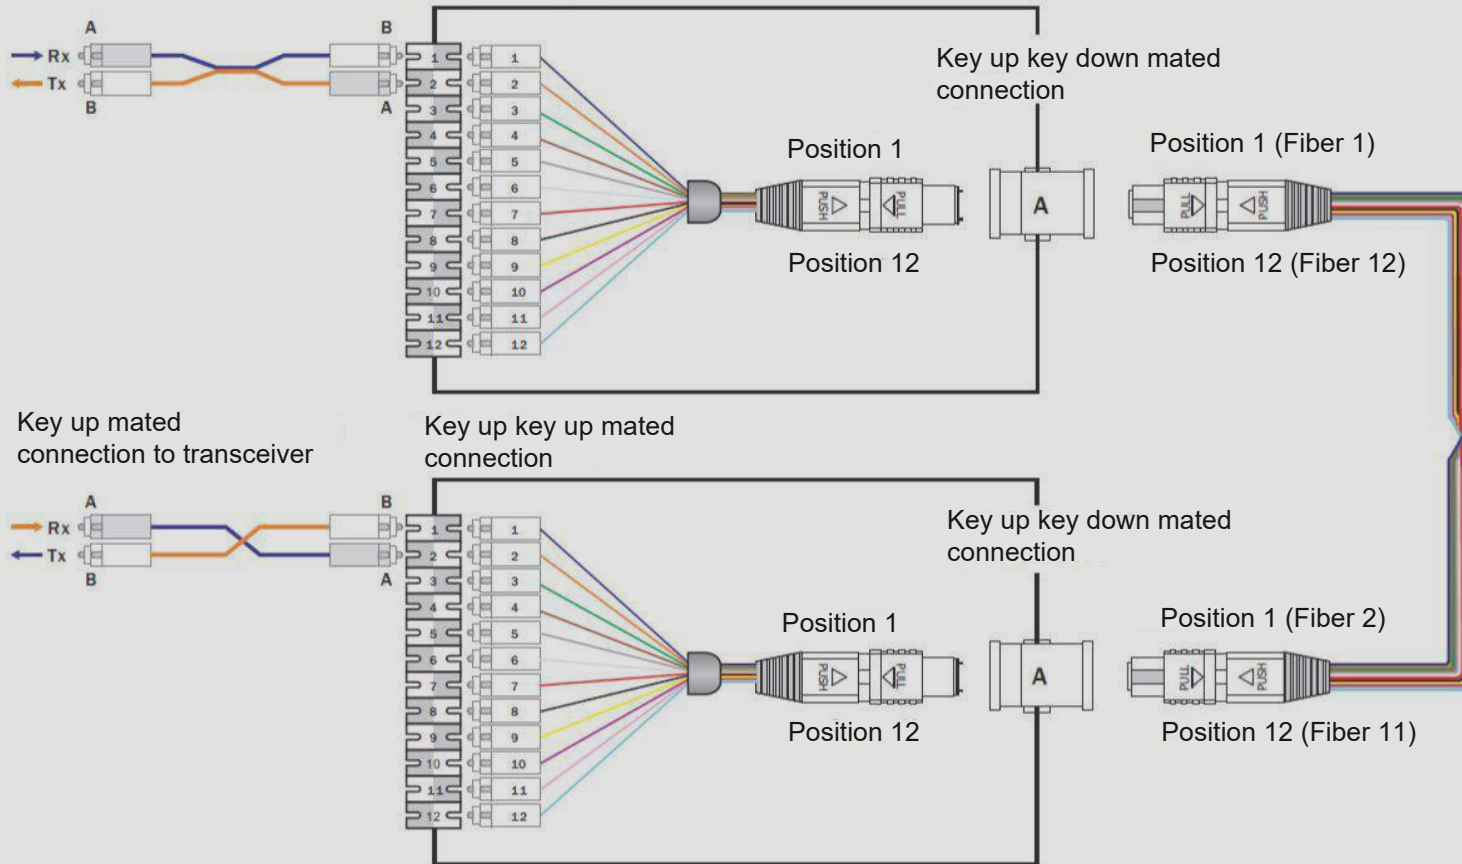 A
B
Rx
Tx
B
A
1
2
3
4
5
6
7
8
9
10
11
12
1
2
3
4
5
6
7
8
9
10
11
12
Key up key down mated
connection
Position 1
PUSH
PULL
Position 12
A
Position 1 (Fiber 1)
PULL
PUSH
Position 12 (Fiber 12)
Key up mated
connection to transceiver
Key up key up mated
connection
A
B
Rx
Tx
B
A
1
2
3
4
5
6
7
8
9
10
11
12
1
2
3
4
5
6
7
8
9
10
11
12
Key up key down mated
connection
Position 1
PUSH
PULL
Position 12
A
Position 1 (Fiber 2)
PULL
PUSH
Position 12 (Fiber 11)